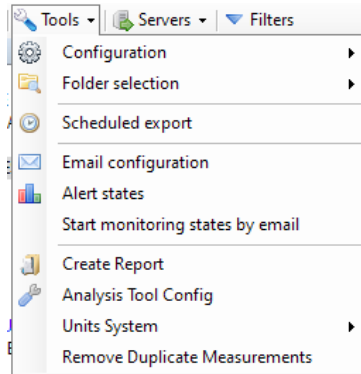 Tools Servers Filters
Configuration
Folder selection
Scheduled export
Email configuration
Alert states
Start monitoring states by email
Create Report
Analysis Tool Config
Units System
Remove Duplicate Measurements